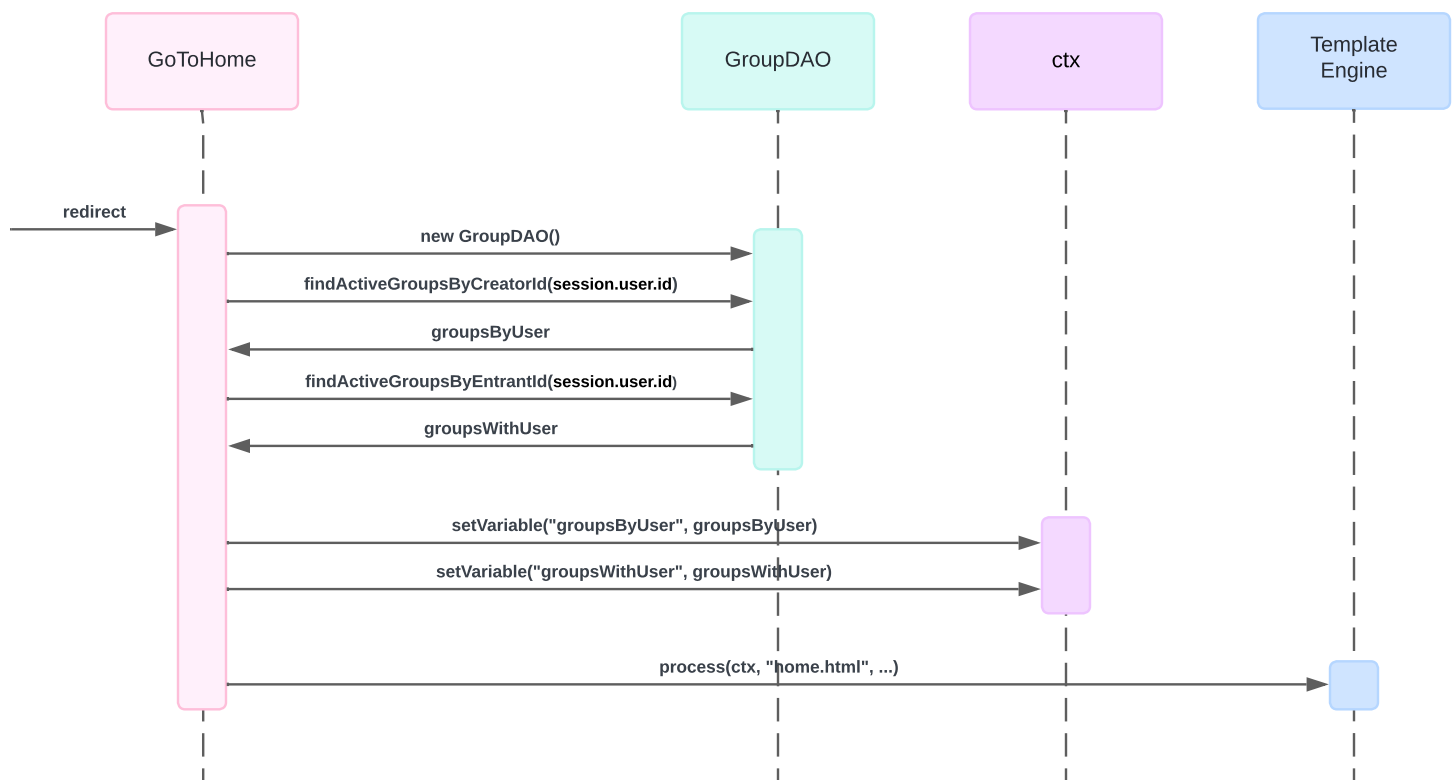 GoToHome
GroupDAO
ctx
Template
Engine
redirect
new GroupDAO()
findActiveGroupsByCreatorId(session.user.id)
groupsByUser
findActiveGroupsByEntrantId(session.user.id)
groupsWithUser
setVariable("groupsByUser", groupsByUser)
setVariable("groupsWithUser", groupsWithUser)
process(ctx, "home.html", ...)